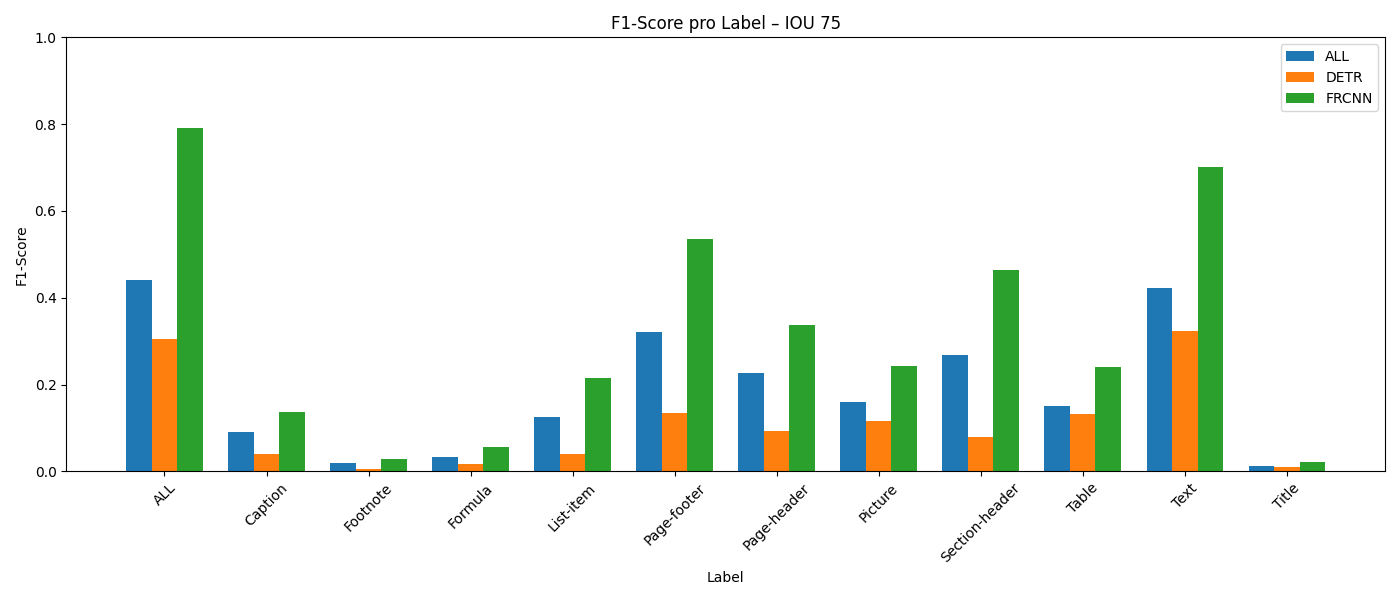 F1-Score pro Label – IOU 75
ALL
DETR
FRCNN
F1-Score
1.0
0.8
0.6
0.4
0.2
0.0
ALL
Caption
Footnote
Formula
List-item
Page-footer
Page-header
Picture
Section-header
Table
Text
Title
Label